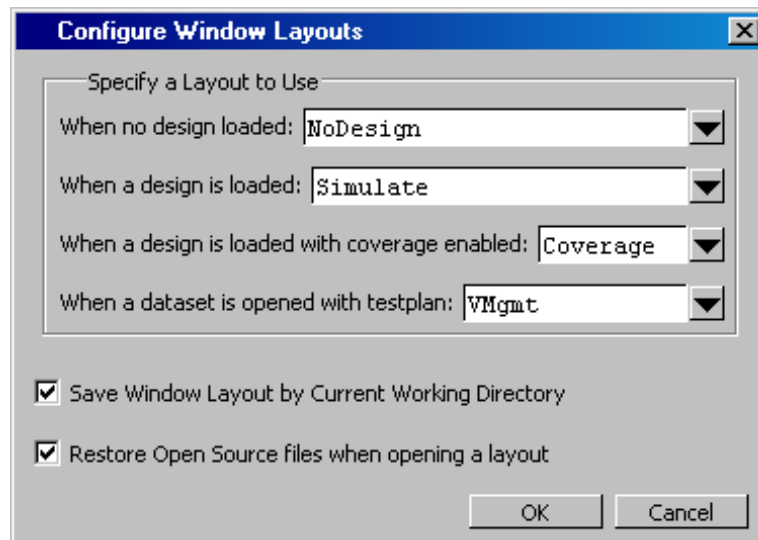 Configure Window Layouts
Specify a Layout to Use
When no design loaded: NoDesign
When a design is loaded: Simulate
When a design is loaded with coverage enabled: Coverage
When a dataset is opened with testplan: VMgmt
Save Window Layout by Current Working Directory
Restore Open Source files when opening a layout
OK Cancel